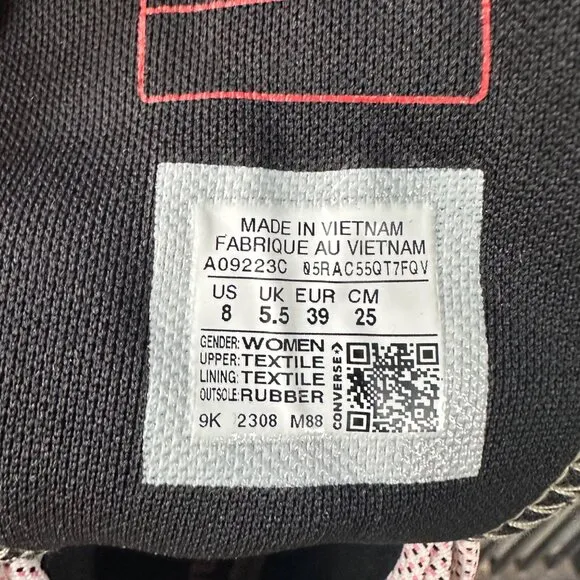 MADE IN VIETNAM
FABRIQUE AU VIETNAM
A09223C 05RAC55QT7FQV
US UK EUR CM
8 5.5 39 25
GENDER: WOMEN
UPPER: TEXTILE
LINING: TEXTILE
OUTSOLE: RUBBER
CONVERSE
9K 2308 M88